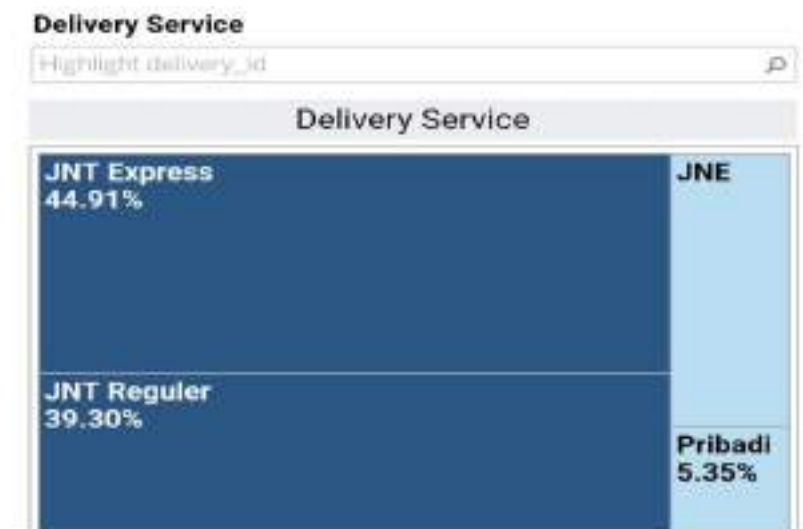 Delivery Service
Highlight delivery_id
Delivery Service
JNT Express
44.91%
JNE
JNT Reguler
39.30%
Pribadi
5.35%